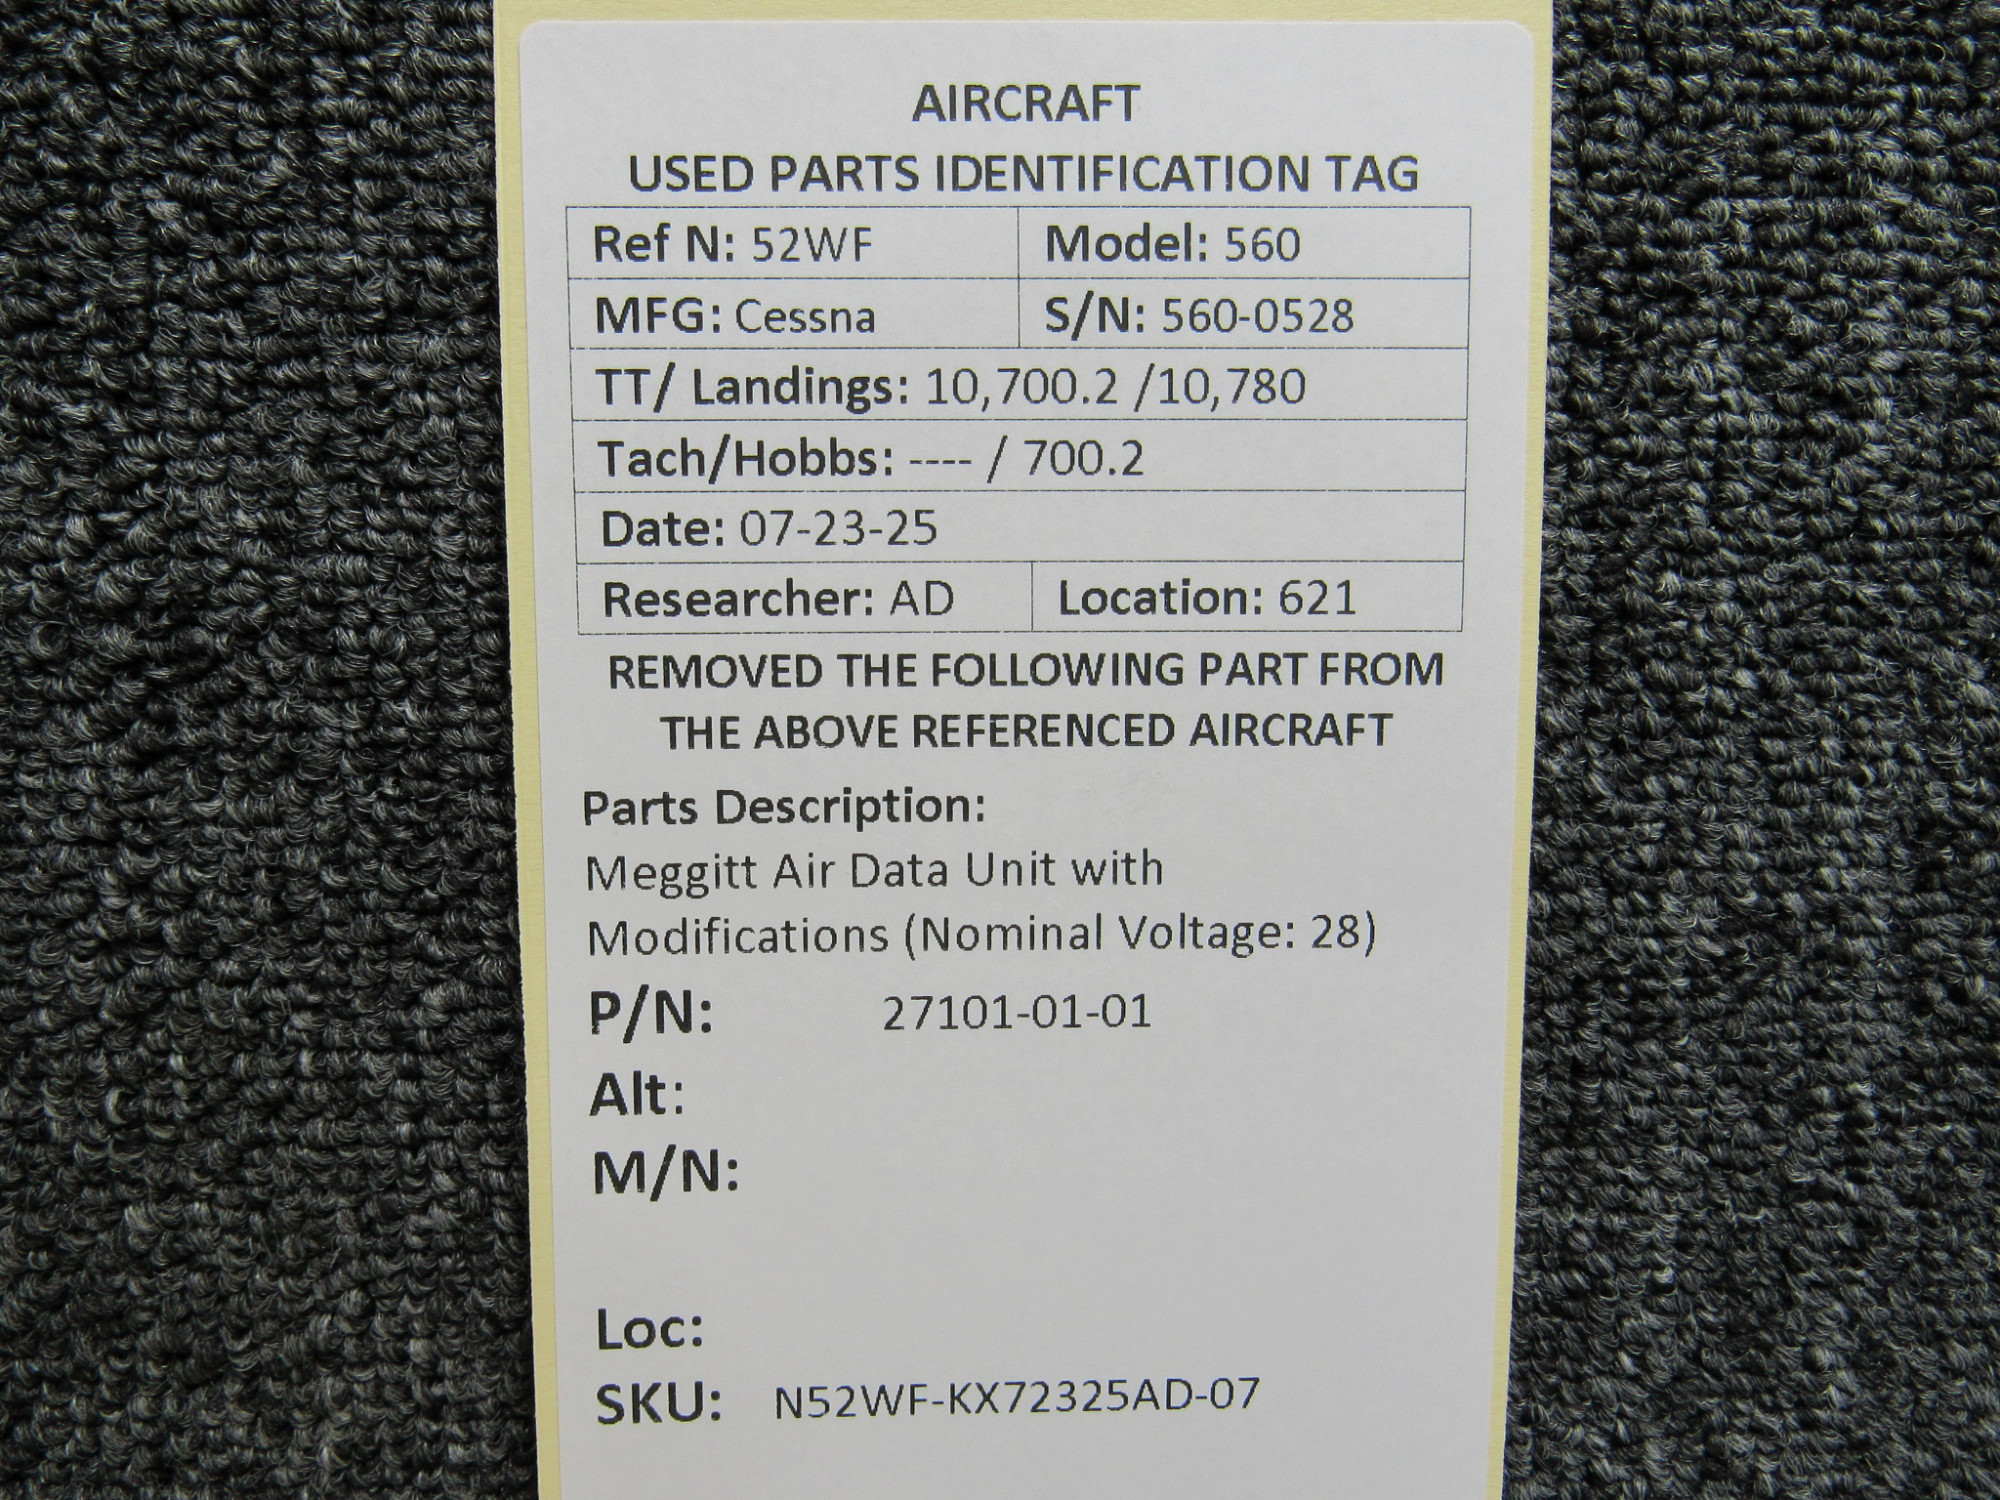 AIRCRAFT
USED PARTS IDENTIFICATION TAG
Ref N: 52WF Model: 560
MFG: Cessna S/N: 560-0528
TT/ Landings: 10,700.2 /10,780
Tach/Hobbs: ---- / 700.2
Date: 07-23-25
Researcher: AD Location: 621
REMOVED THE FOLLOWING PART FROM
THE ABOVE REFERENCED AIRCRAFT
Parts Description:
Meggitt Air Data Unit with
Modifications (Nominal Voltage: 28)
P/N: 27101-01-01
Alt:
M/N:
Loc:
SKU: N52WF-KX72325AD-07